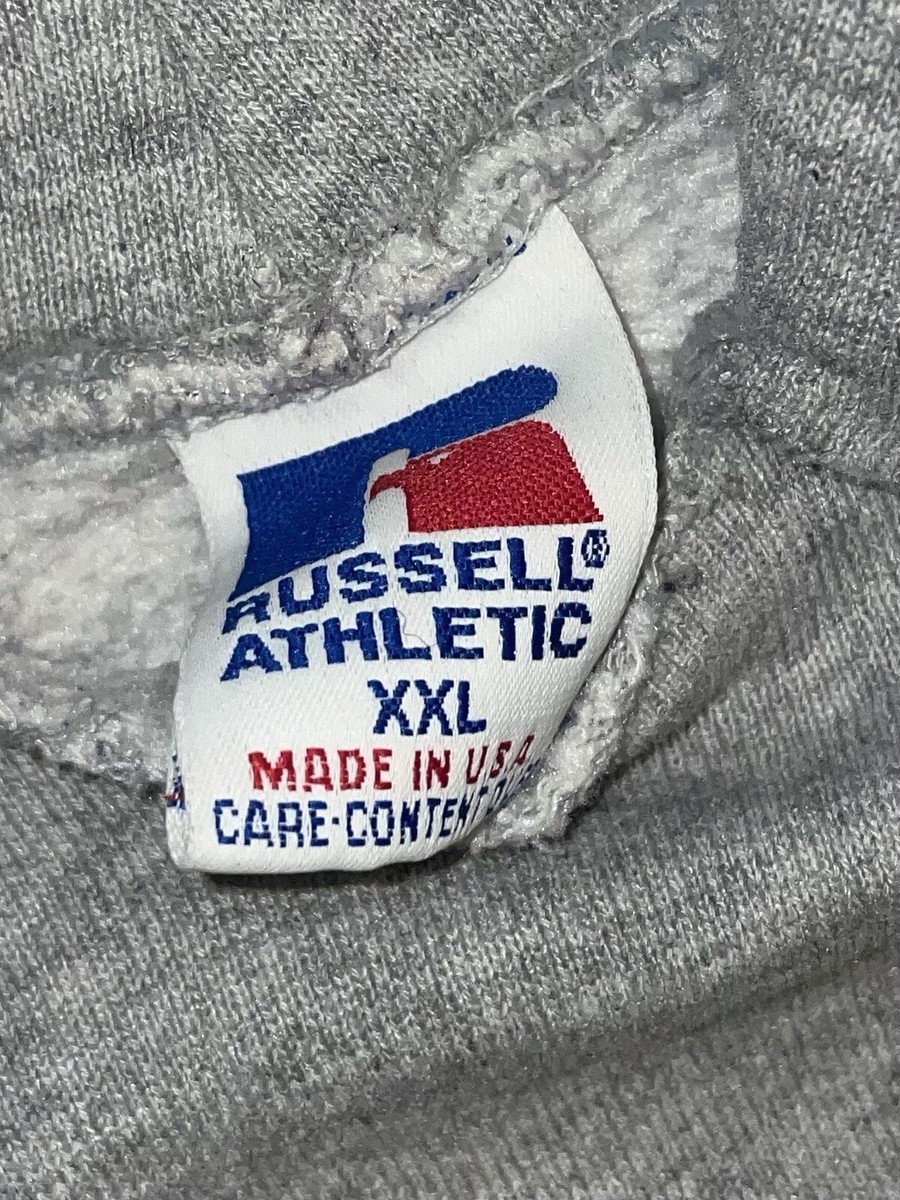 RUSSELL®
ATHLETIC
XXL
MADE IN USA
CARE·CONTENT